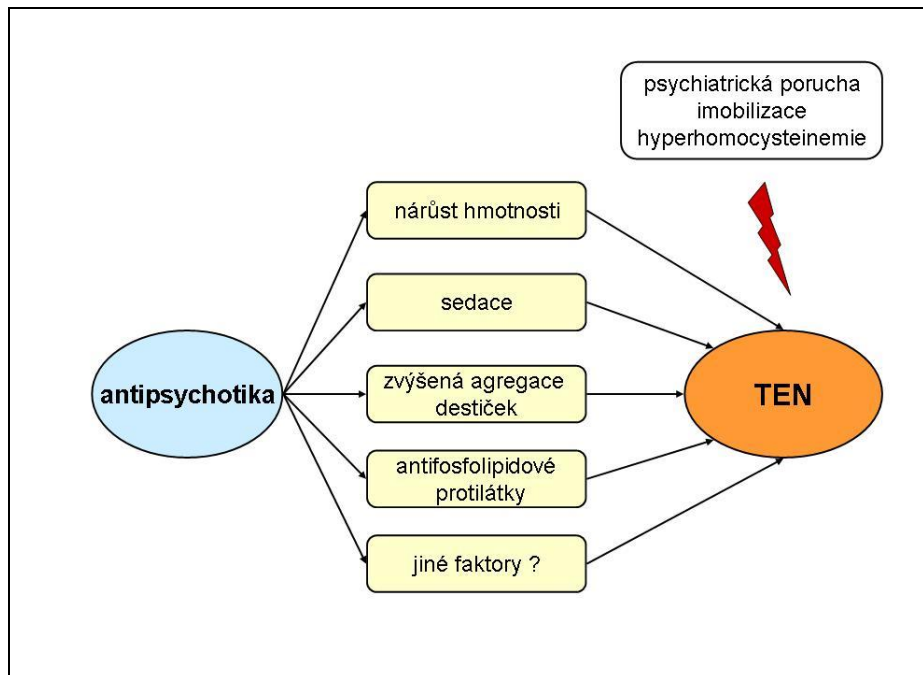 psychiatrická porucha
imobilizace
hyperhomocysteinemie
nárůst hmotnosti
sedace
antipsychotika
zvýšená agregace
destiček
TEN
antifosfolipidové
protilátky
jiné faktory ?